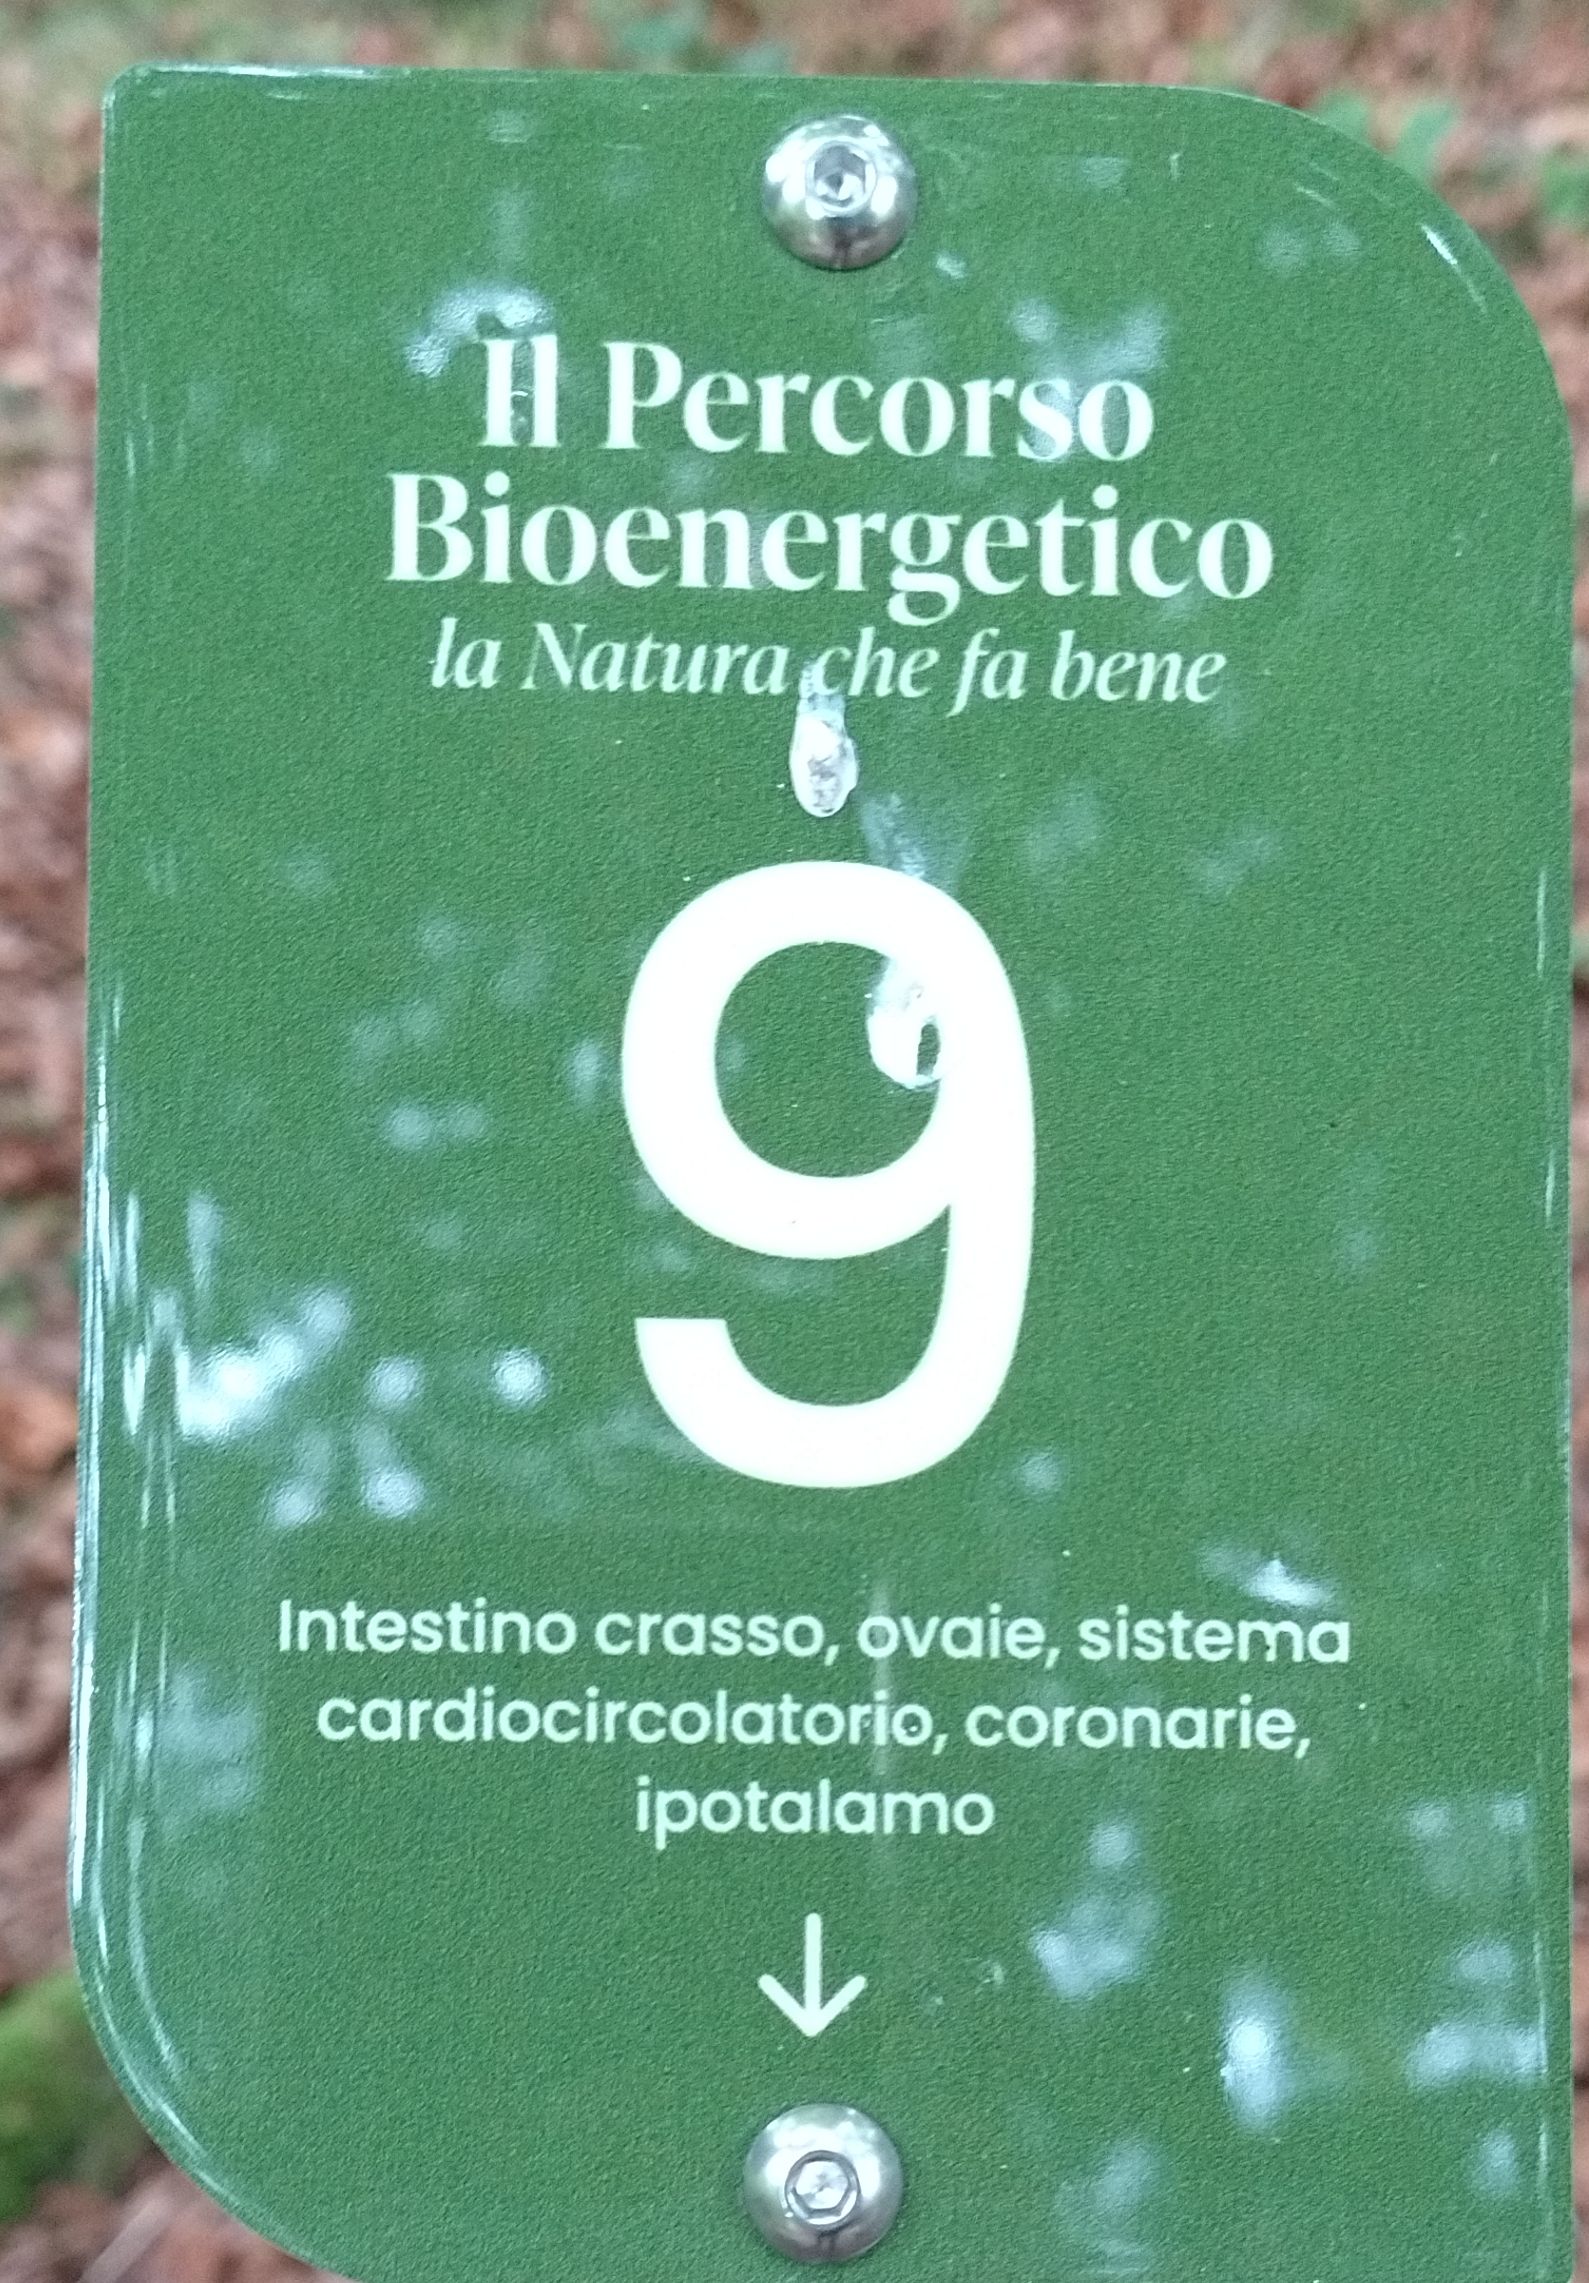 Il Percorso
Bioenergetico
la Natura che fa bene
9
Intestino crasso, ovaie, sistema
cardiocircolatorio, coronarie,
ipotalamo